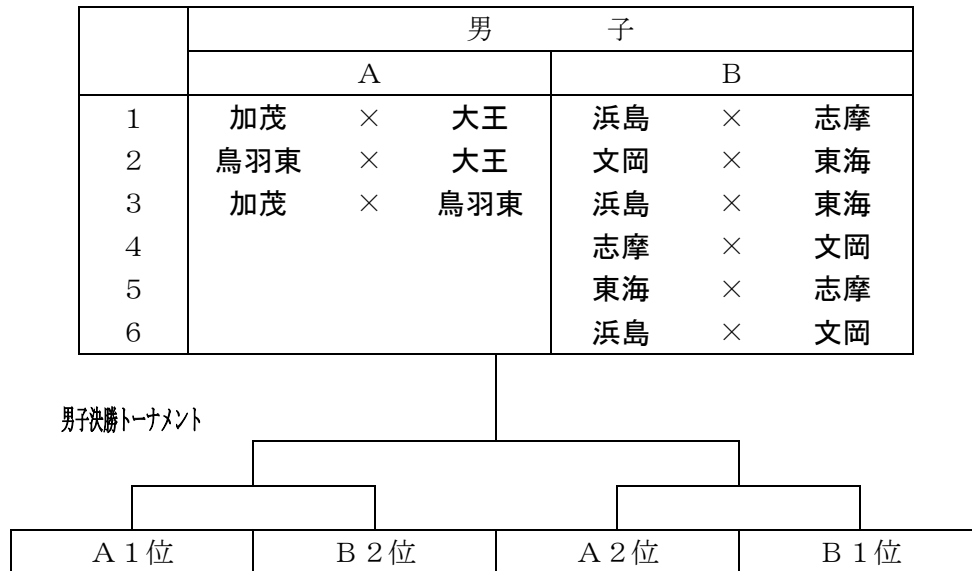 男 子
A B
1 加茂 × 大王 浜島 × 志摩
2 鳥羽東 × 大王 文岡 × 東海
3 加茂 × 鳥羽東 浜島 × 東海
4 志摩 × 文岡
5 東海 × 志摩
6 浜島 × 文岡
男子決勝トーナメント
A1位 B2位 A2位 B1位